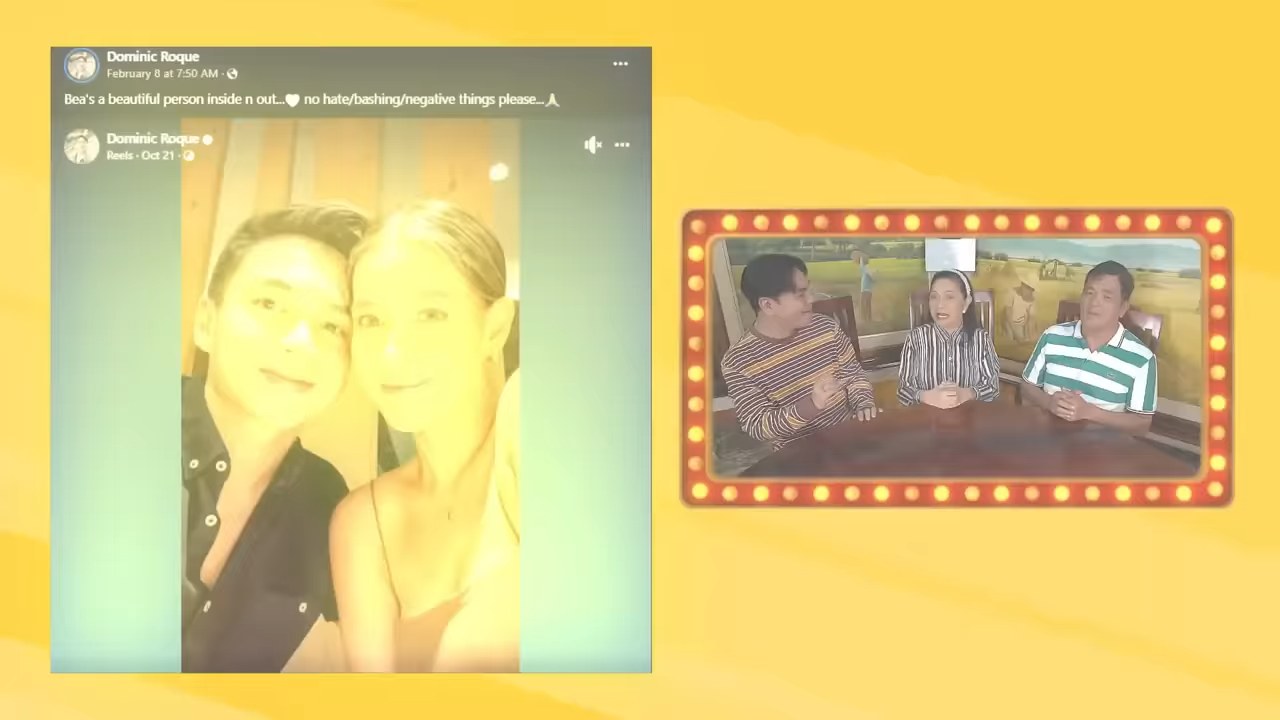 Dominic Roque
February 8 at 7:50 AM ·
Bea's a beautiful person inside n out...🤍 no hate/bashing/negative things please...🙏
Dominic Roque
Reels · Oct 21 ·